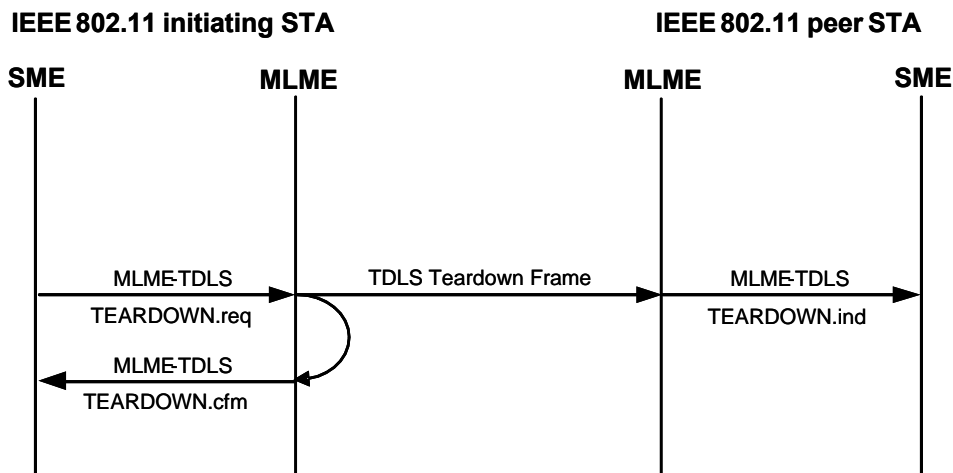 IEEE 802.11 initiating STA
IEEE 802.11 peer STA
SME
MLME
MLME
SME
MLME-TDLS
TEARDOWN.req
TDLS Teardown Frame
MLME-TDLS
TEARDOWN.ind
MLME-TDLS
TEARDOWN.cfm